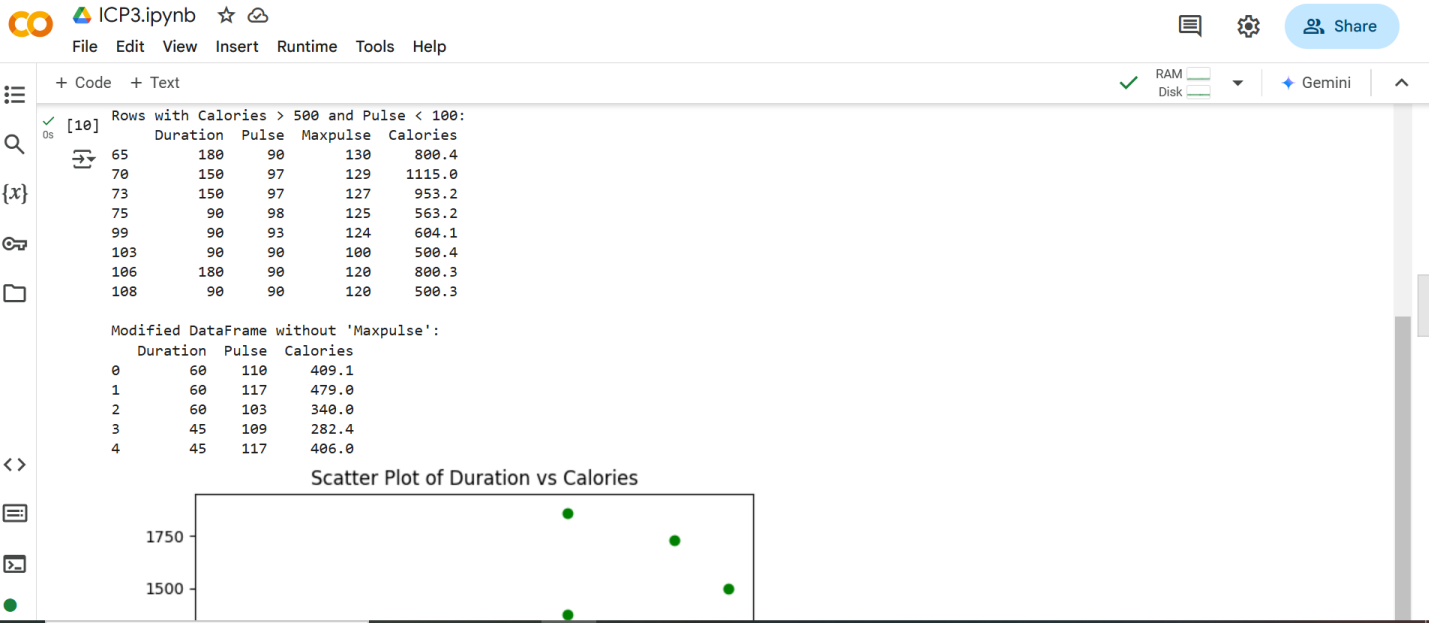 ICP3.ipynb
File Edit View Insert Runtime Tools Help
Share
+ Code + Text
RAM
Disk
Gemini
{x}
0s
[10]
Rows with Calories > 500 and Pulse < 100:
Duration Pulse Maxpulse Calories
65 180 90 130 800.4
70 150 97 129 1115.0
73 150 97 127 953.2
75 90 98 125 563.2
99 90 93 124 604.1
103 90 90 100 500.4
106 180 90 120 800.3
108 90 90 120 500.3
Modified DataFrame without 'Maxpulse':
Duration Pulse Calories
0 60 110 409.1
1 60 117 479.0
2 60 103 340.0
3 45 109 282.4
4 45 117 406.0
Scatter Plot of Duration vs Calories
1750
1500